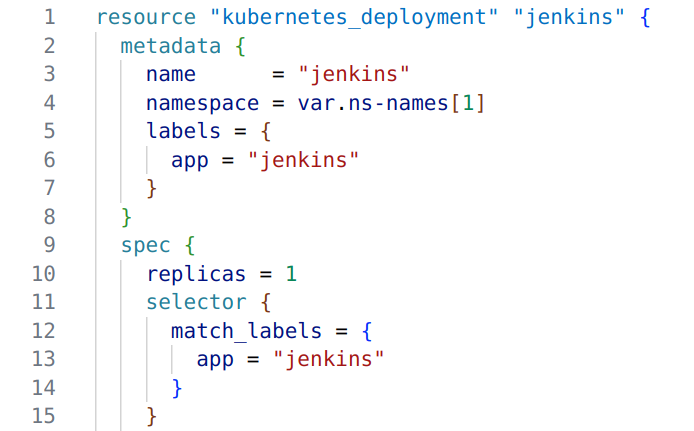 1 resource "kubernetes_deployment" "jenkins" {
2   metadata {
3     name      = "jenkins"
4     namespace = var.ns-names[1]
5     labels = {
6       app = "jenkins"
7     }
8   }
9   spec {
10     replicas = 1
11     selector {
12       match_labels = {
13         app = "jenkins"
14       }
15     }